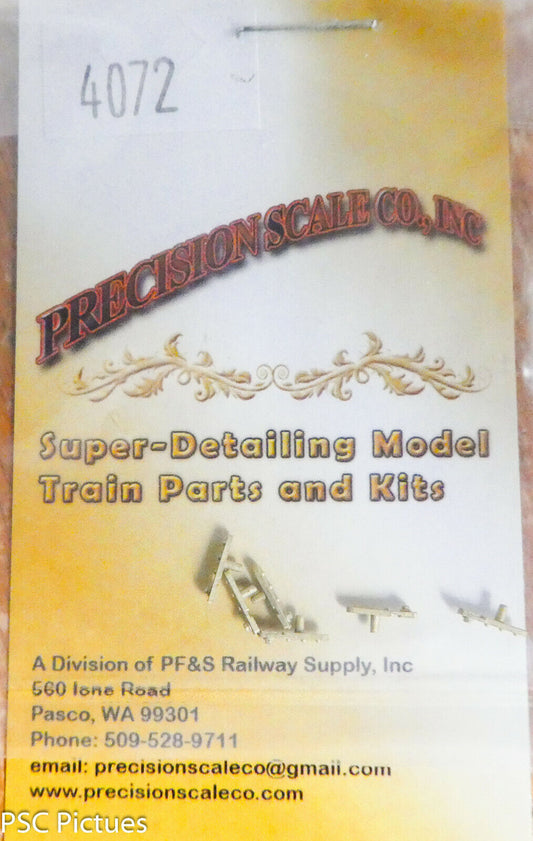 4072
PRECISION SCALE CO., INC
Super-Detailing Model
Train Parts and Kits
A Division of PF&S Railway Supply, Inc
560 Ione Road
Pasco, WA 99301
Phone: 509-528-9711
email: precisionscaleco@gmail.com
www.precisionscaleco.com
PSC Pictues